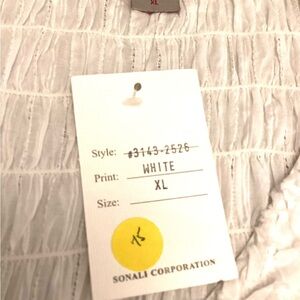 XL
Style: #3143-2526
Print: WHITE
Size: XL
SONALI CORPORATION